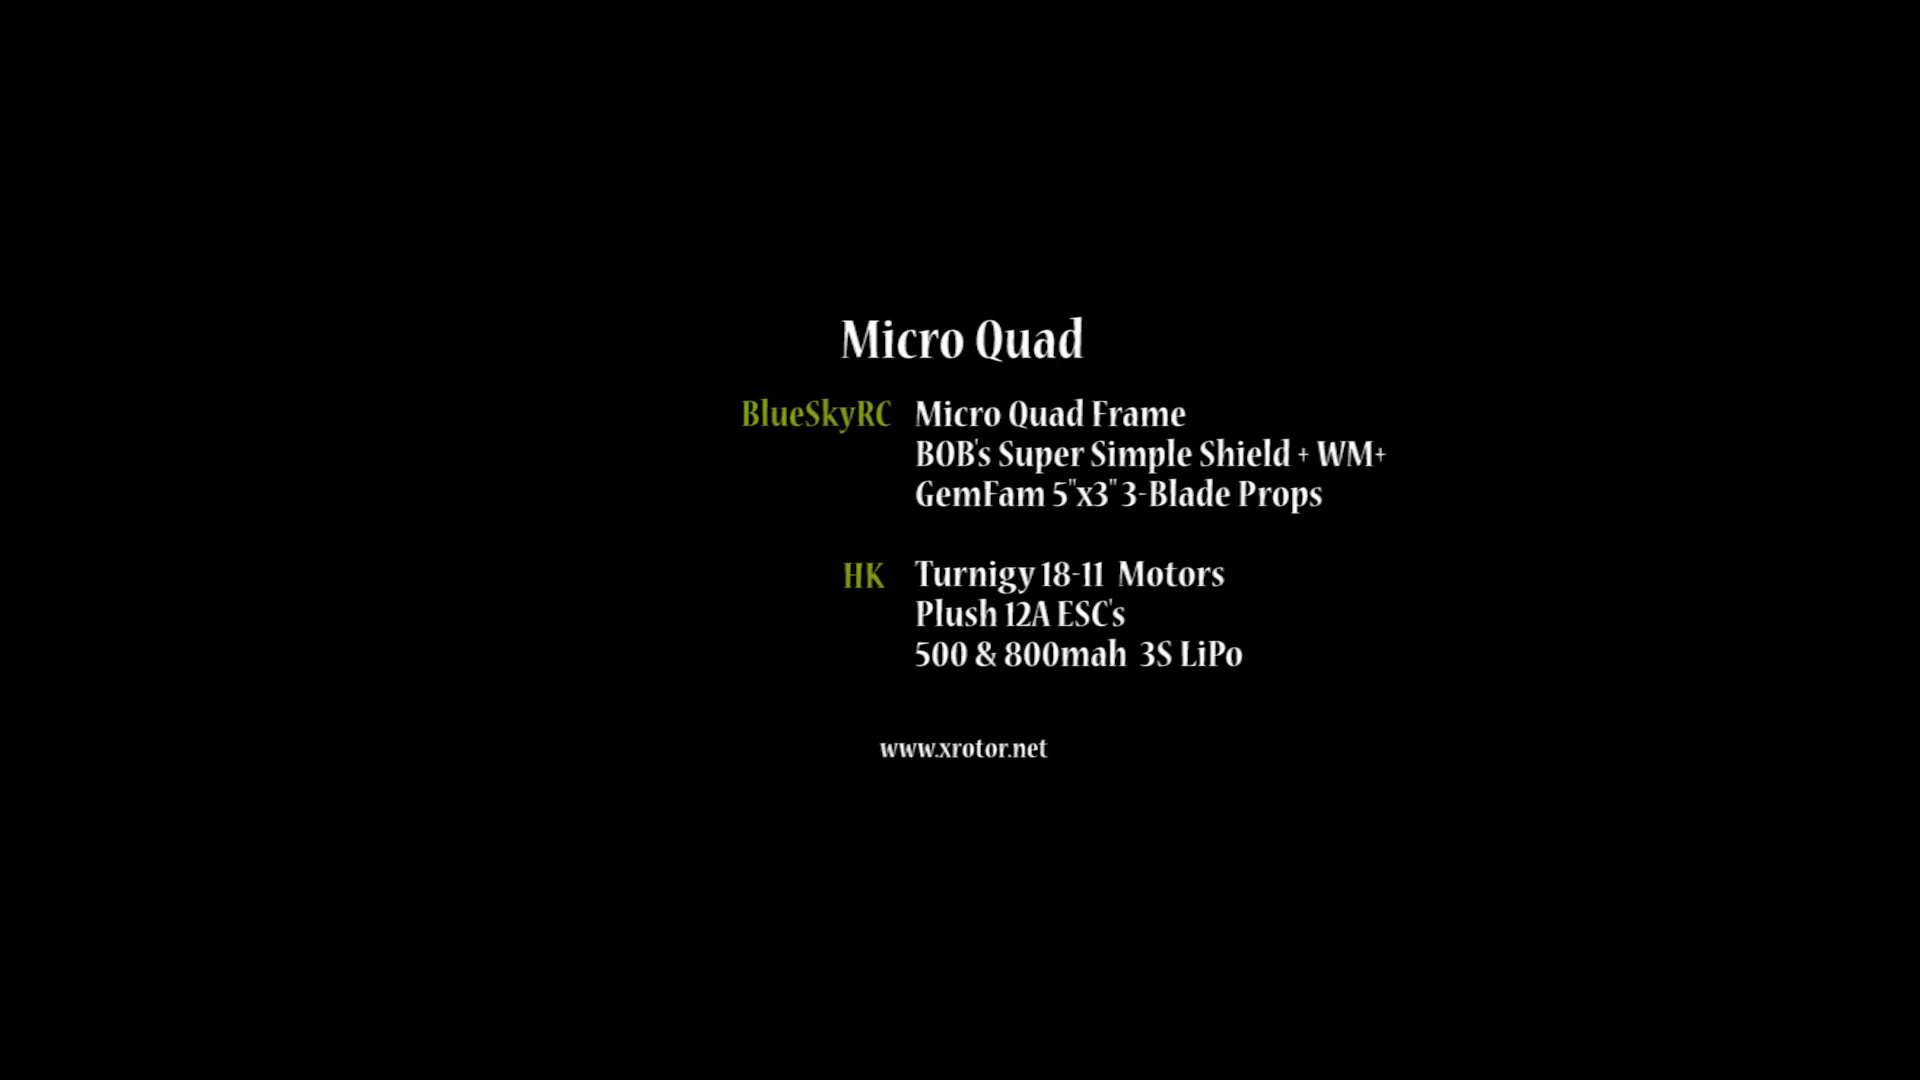 Micro Quad
BlueSkyRC Micro Quad Frame
BOB's Super Simple Shield + WM+
GemFam 5"x3" 3-Blade Props
HK Turnigy 18-11 Motors
Plush 12A ESC's
500 & 800mah 3S LiPo
www.xrotor.net